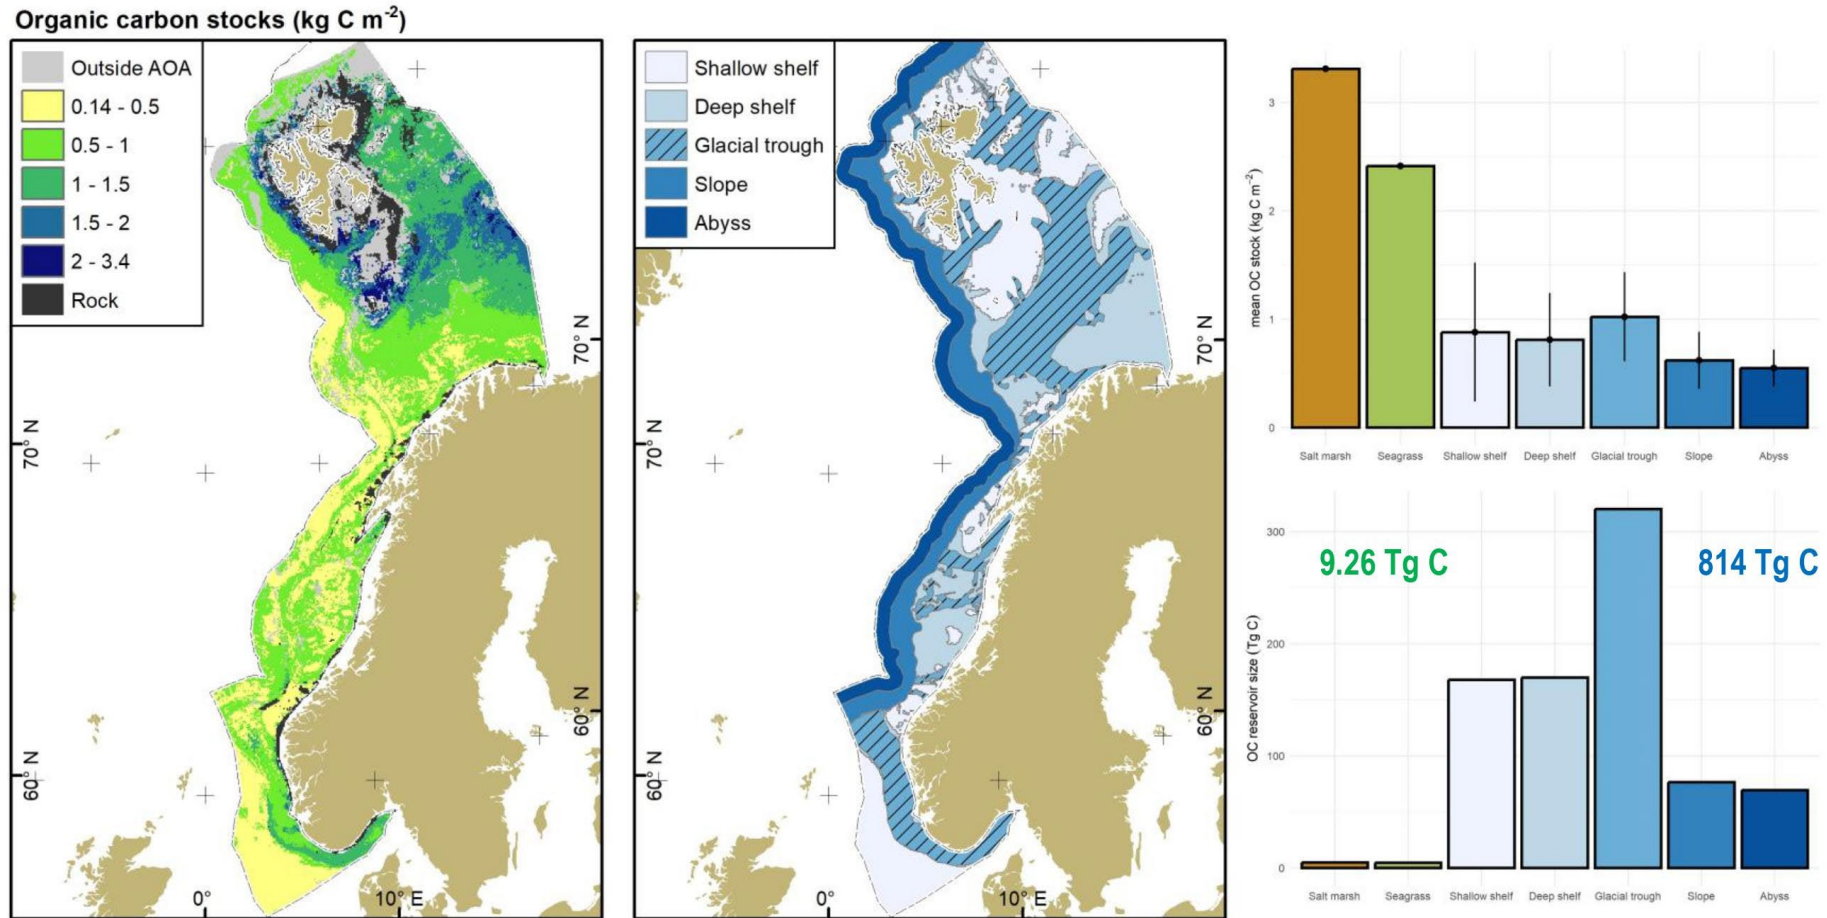 Organic carbon stocks (kg C m⁻²)
Outside AOA
0.14 - 0.5
0.5 - 1
1 - 1.5
1.5 - 2
2 - 3.4
Rock
70° N
70° N
60° N
60° N
0°
10° E
Shallow shelf
Deep shelf
Glacial trough
Slope
Abyss
70° N
70° N
60° N
60° N
0°
10° E
mean OC stock (kg C m⁻²)
3
2
1
0
Salt marsh
Seagrass
Shallow shelf
Deep shelf
Glacial trough
Slope
Abyss
OC reservoir size (Tg C)
300
200
100
0
9.26 Tg C
814 Tg C
Salt marsh
Seagrass
Shallow shelf
Deep shelf
Glacial trough
Slope
Abyss